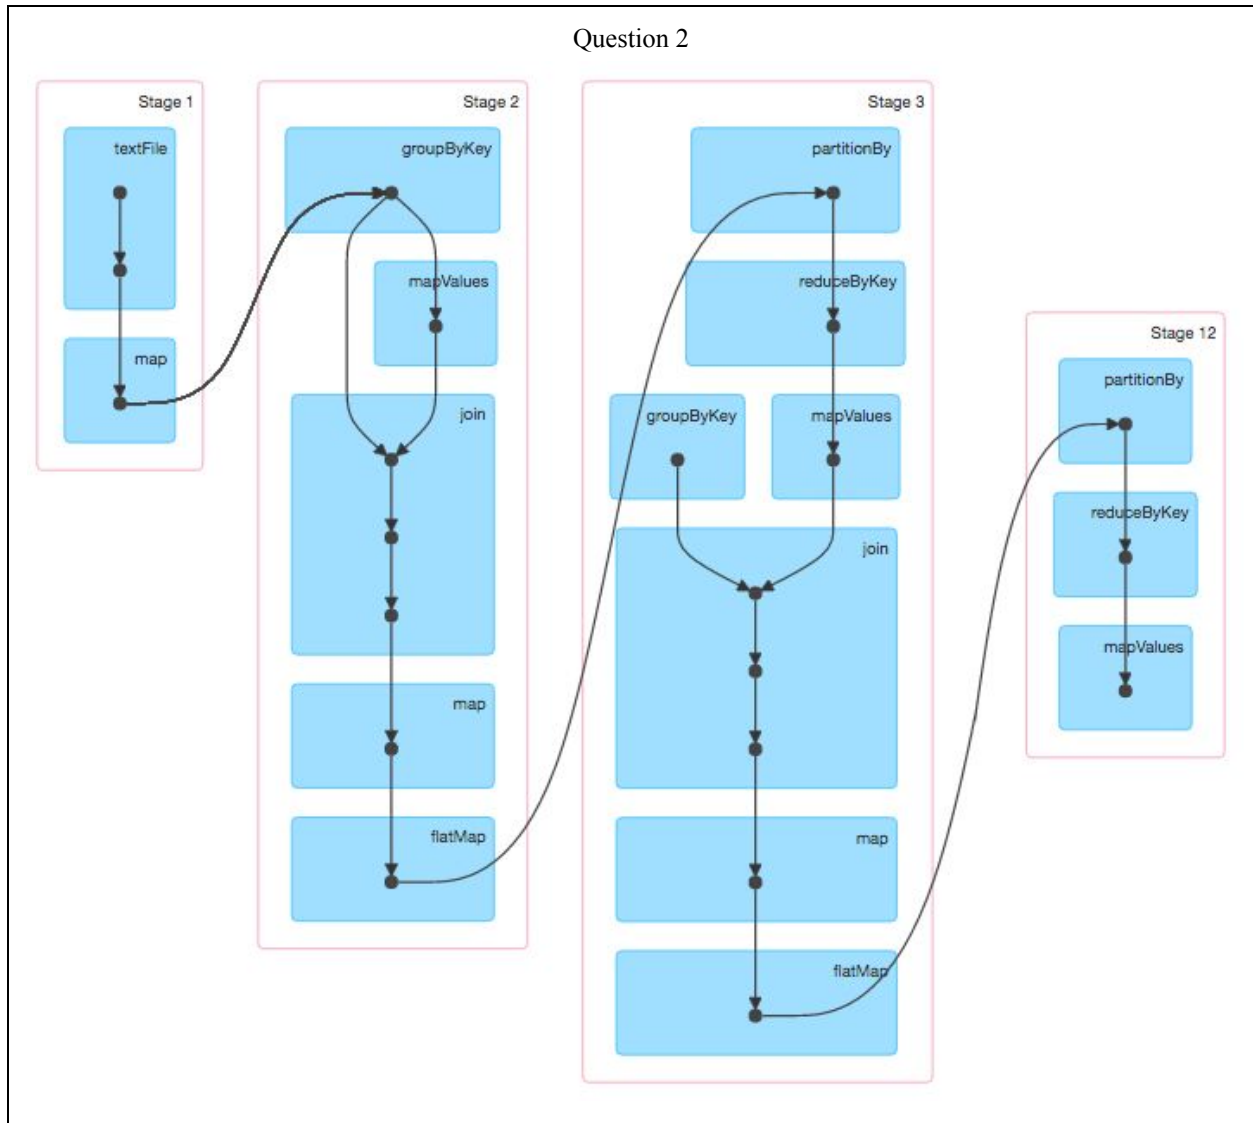 Question 2
Stage 1
textFile
map
Stage 2
groupByKey
mapValues
join
map
flatMap
Stage 3
partitionBy
reduceByKey
groupByKey
mapValues
join
map
flatMap
Stage 12
partitionBy
reduceByKey
mapValues